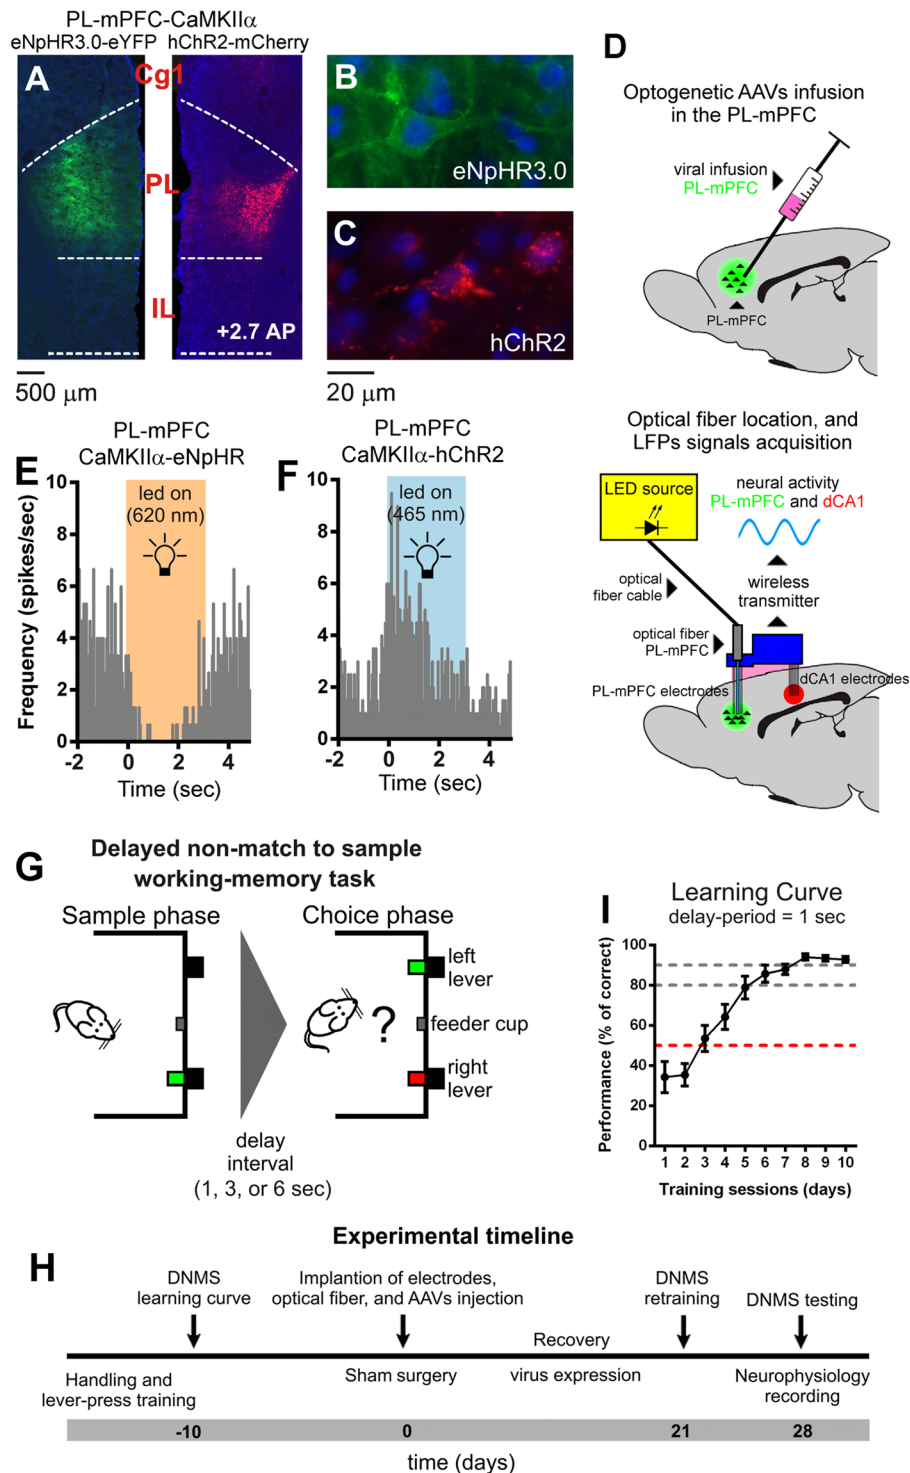 PL-mPFC-CaMKIIα
eNpHR3.0-eYFP hChR2-mCherry
A
Cg1
PL
IL
+2.7 AP
500 μm
B
eNpHR3.0
C
hChR2
20 μm
D
Optogenetic AAVs infusion
in the PL-mPFC
viral infusion
PL-mPFC
PL-mPFC
Optical fiber location, and
LFPs signals acquisition
LED source
neural activity
PL-mPFC and dCA1
optical
fiber cable
wireless
transmitter
optical fiber
PL-mPFC
PL-mPFC electrodes
dCA1 electrodes
E
PL-mPFC
CaMKIIα-eNpHR
led on
(620 nm)
Frequency (spikes/sec)
10
8
6
4
2
0
-2 0 2 4
Time (sec)
F
PL-mPFC
CaMKIIα-hChR2
led on
(465 nm)
10
8
6
4
2
0
-2 0 2 4
Time (sec)
G
Delayed non-match to sample
working-memory task
Sample phase
Choice phase
left
lever
?
feeder cup
right
lever
delay
interval
(1, 3, or 6 sec)
I
Learning Curve
delay-period = 1 sec
Performance (% of correct)
100
80
60
40
20
0
1 2 3 4 5 6 7 8 9 10
Training sessions (days)
Experimental timeline
H
DNMS
learning curve
Implantion of electrodes,
optical fiber, and AAVs injection
DNMS
retraining
DNMS testing
Recovery
Handling and
lever-press training
Sham surgery
virus expression
Neurophysiology
recording
-10 0 21 28
time (days)